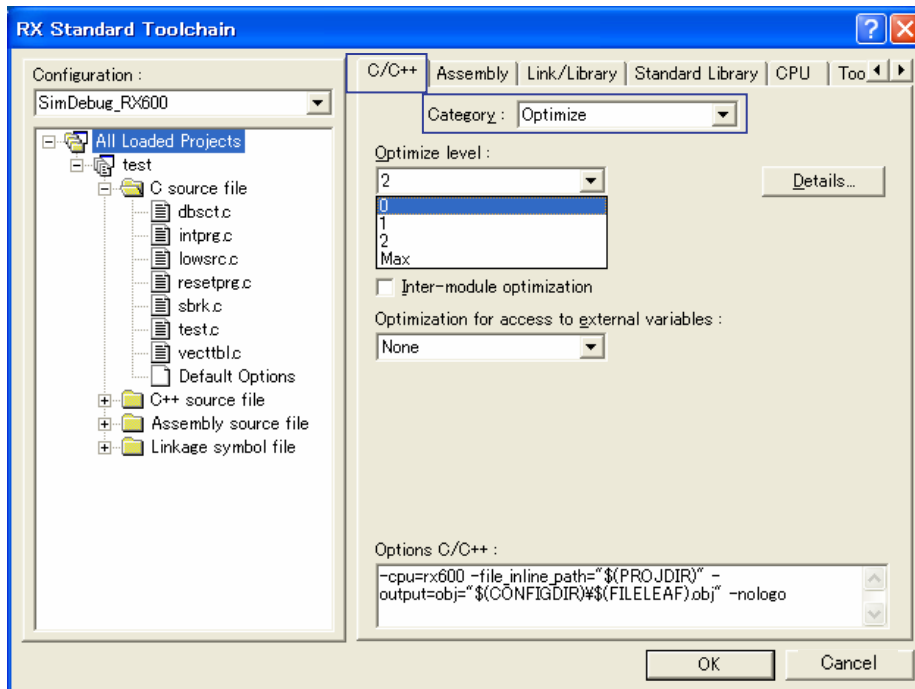 RX Standard Toolchain
Configuration :
SimDebug_RX600
All Loaded Projects
test
C source file
dbsct.c
intprg.c
lowsrc.c
resetprg.c
sbrk.c
test.c
vecttbl.c
Default Options
C++ source file
Assembly source file
Linkage symbol file
C/C++ Assembly Link/Library Standard Library CPU Too
Category : Optimize
Optimize level :
2
Details...
0
1
2
Max
Inter-module optimization
Optimization for access to external variables :
None
Options C/C++ :
-cpu=rx600 -file_inline_path="$(PROJDIR)" -
output=obj="$(CONFIGDIR)¥$(FILELEAF).obj" -nologo
OK Cancel